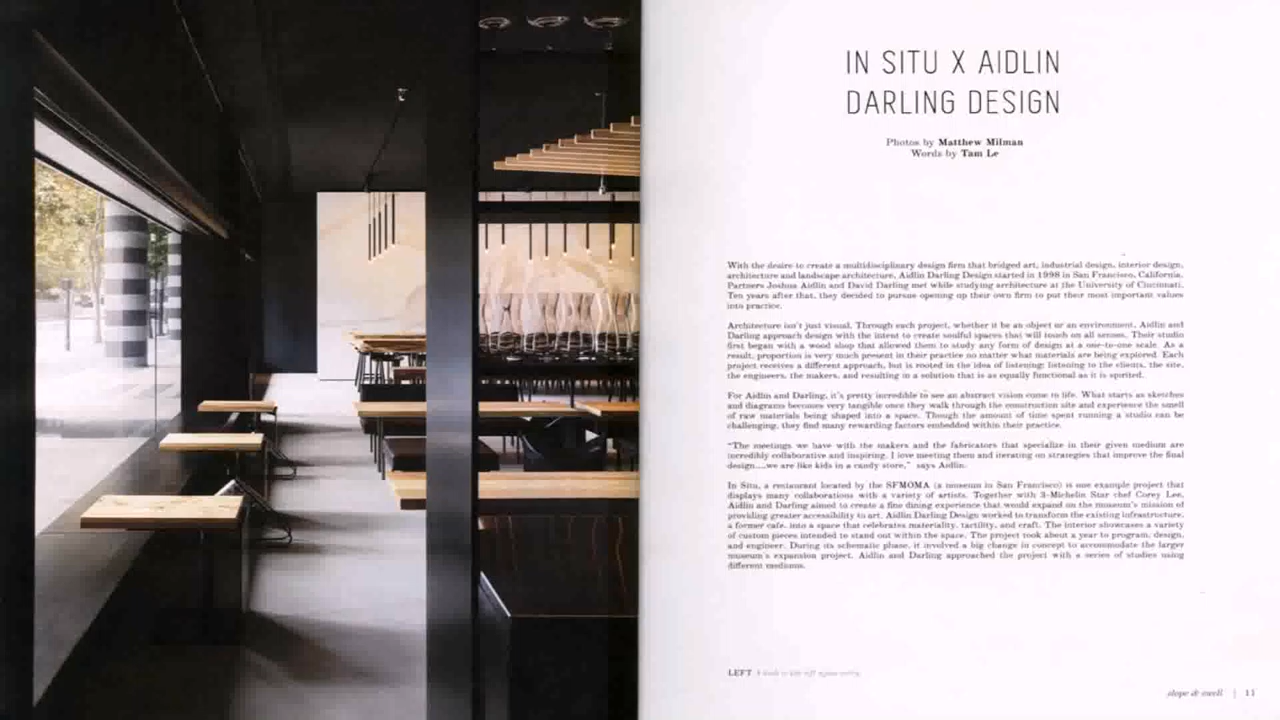 IN SITU X AIDLIN
DARLING DESIGN
Photos by Matthew Milman
Words by Tam Le
With the desire to create a multidisciplinary design firm that bridged art, industrial design, interior design,
architecture and landscape architecture, Aidlin Darling Design started in 1998 in San Francisco, California.
Partners Joshua Aidlin and David Darling met while studying architecture at the University of Cincinnati.
Ten years after that, they decided to pursue opening up their own firm to put their most important values
into practice.
Architecture isn't just visual. Through each project, whether it be an object or an environment, Aidlin and
Darling approach design with the intent to create soulful spaces that will touch on all senses. Their studio
first began with a wood shop that allowed them to study any form of design at a one-to-one scale. As a
result, proportion is very much present in their practice no matter what materials are being explored. Each
project receives a different approach, but is rooted in the idea of listening: listening to the clients, the site,
the engineers, the makers, and resulting in a solution that is as equally functional as it is spirited.
For Aidlin and Darling, it's pretty incredible to see an abstract vision come to life. What starts as sketches
and diagrams becomes very tangible once they walk through the construction site and experience the smell
of raw materials being shaped into a space. Though the amount of time spent running a studio can be
challenging, they find many rewarding factors embedded within their practice.
"The meetings we have with the makers and the fabricators that specialize in their given medium are
incredibly collaborative and inspiring. I love meeting them and iterating on strategies that improve the final
design....we are like kids in a candy store," says Aidlin.
In Situ, a restaurant located by the SFMOMA (a museum in San Francisco) is one example project that
displays many collaborations with a variety of artists. Together with 3-Michelin Star chef Corey Lee,
Aidlin and Darling aimed to create a fine dining experience that would expand on the museum's mission of
providing greater accessibility to art. Aidlin Darling Design worked to transform the existing infrastructure,
a former cafe, into a space that celebrates materiality, tactility, and craft. The interior showcases a variety
of custom pieces intended to stand out within the space. The project took about a year to program, design,
and engineer. During its schematic phase, it involved a big change in concept to accommodate the larger
museum's expansion project. Aidlin and Darling approached the project with a series of studies using
different mediums.
LEFT
slope & swell | 11